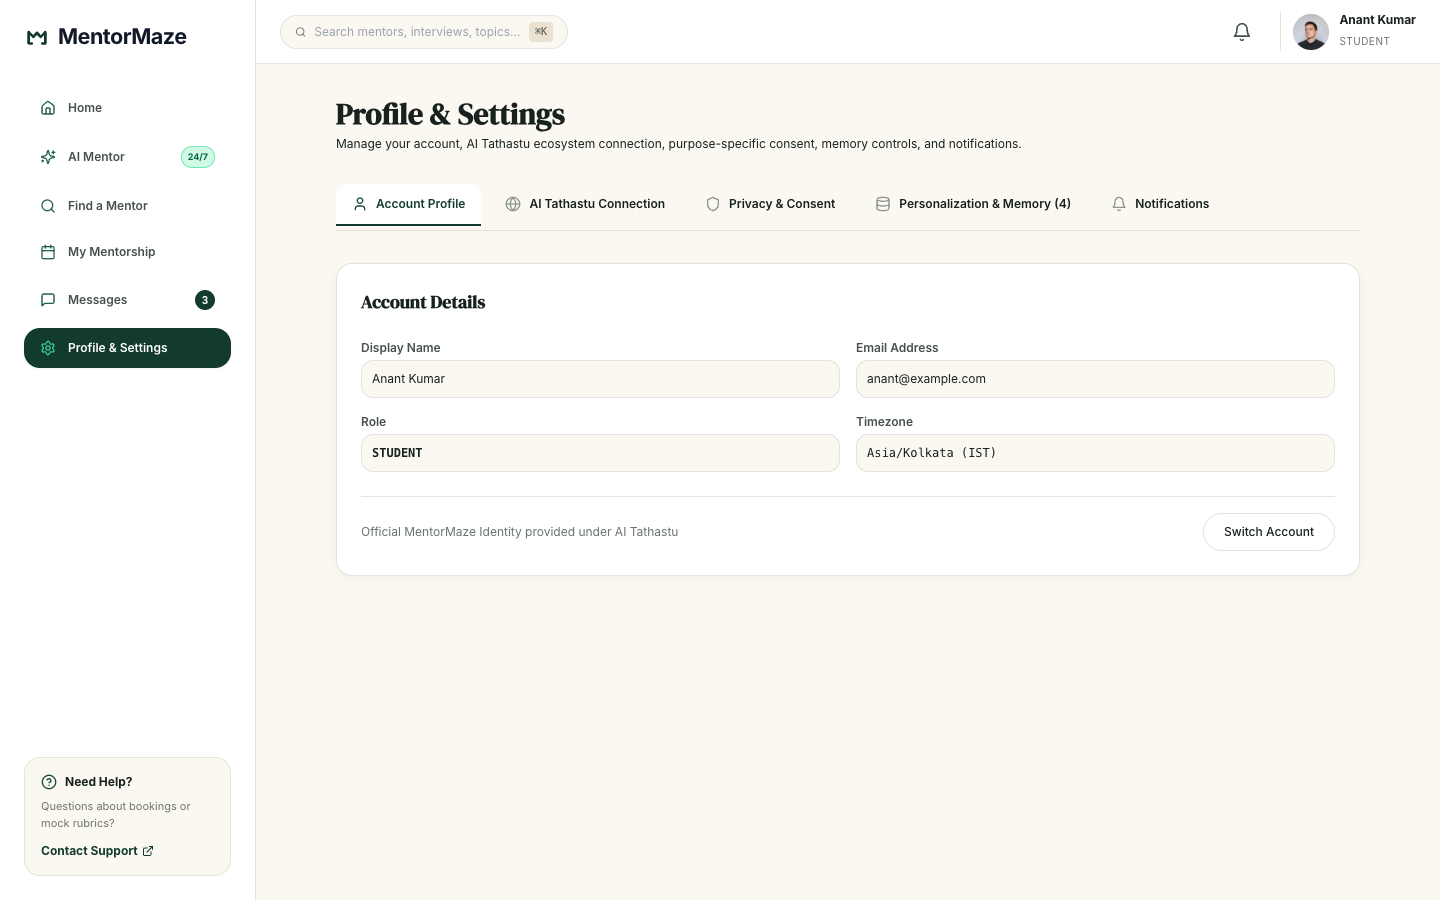 MentorMaze
Search mentors, interviews, topics...
⌘K
Anant Kumar
STUDENT
Home
AI Mentor
24/7
Find a Mentor
My Mentorship
Messages
3
Profile & Settings
Need Help?
Questions about bookings or
mock rubrics?
Contact Support
Profile & Settings
Manage your account, AI Tathastu ecosystem connection, purpose-specific consent, memory controls, and notifications.
Account Profile
AI Tathastu Connection
Privacy & Consent
Personalization & Memory (4)
Notifications
Account Details
Display Name
Anant Kumar
Email Address
anant@example.com
Role
STUDENT
Timezone
Asia/Kolkata (IST)
Official MentorMaze Identity provided under AI Tathastu
Switch Account